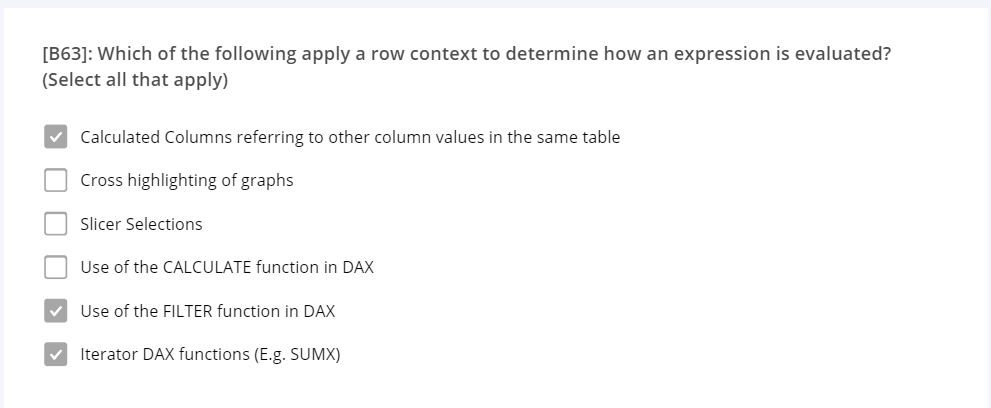 [B63]: Which of the following apply a row context to determine how an expression is evaluated?
(Select all that apply)
Calculated Columns referring to other column values in the same table
Cross highlighting of graphs
Slicer Selections
Use of the CALCULATE function in DAX
Use of the FILTER function in DAX
Iterator DAX functions (E.g. SUMX)